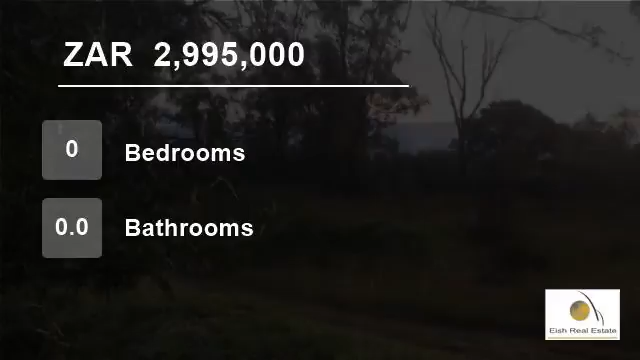 ZAR 2,995,000
0 Bedrooms
0.0 Bathrooms
Eish Real Estate